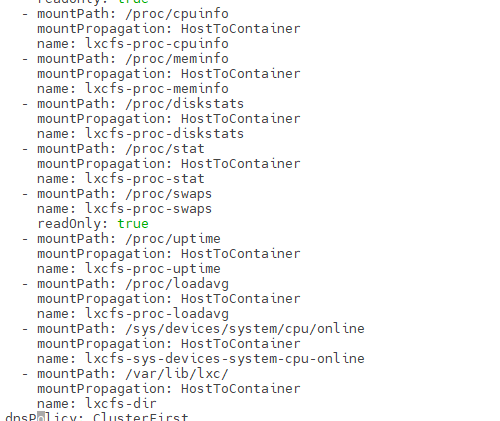 readOnly: true
- mountPath: /proc/cpuinfo
mountPropagation: HostToContainer
name: lxcfs-proc-cpuinfo
- mountPath: /proc/meminfo
mountPropagation: HostToContainer
name: lxcfs-proc-meminfo
- mountPath: /proc/diskstats
mountPropagation: HostToContainer
name: lxcfs-proc-diskstats
- mountPath: /proc/stat
mountPropagation: HostToContainer
name: lxcfs-proc-stat
- mountPath: /proc/swaps
name: lxcfs-proc-swaps
readOnly: true
- mountPath: /proc/uptime
mountPropagation: HostToContainer
name: lxcfs-proc-uptime
- mountPath: /proc/loadavg
mountPropagation: HostToContainer
name: lxcfs-proc-loadavg
- mountPath: /sys/devices/system/cpu/online
mountPropagation: HostToContainer
name: lxcfs-sys-devices-system-cpu-online
- mountPath: /var/lib/lxc/
mountPropagation: HostToContainer
name: lxcfs-dir
dnsPolicy: ClusterFirst